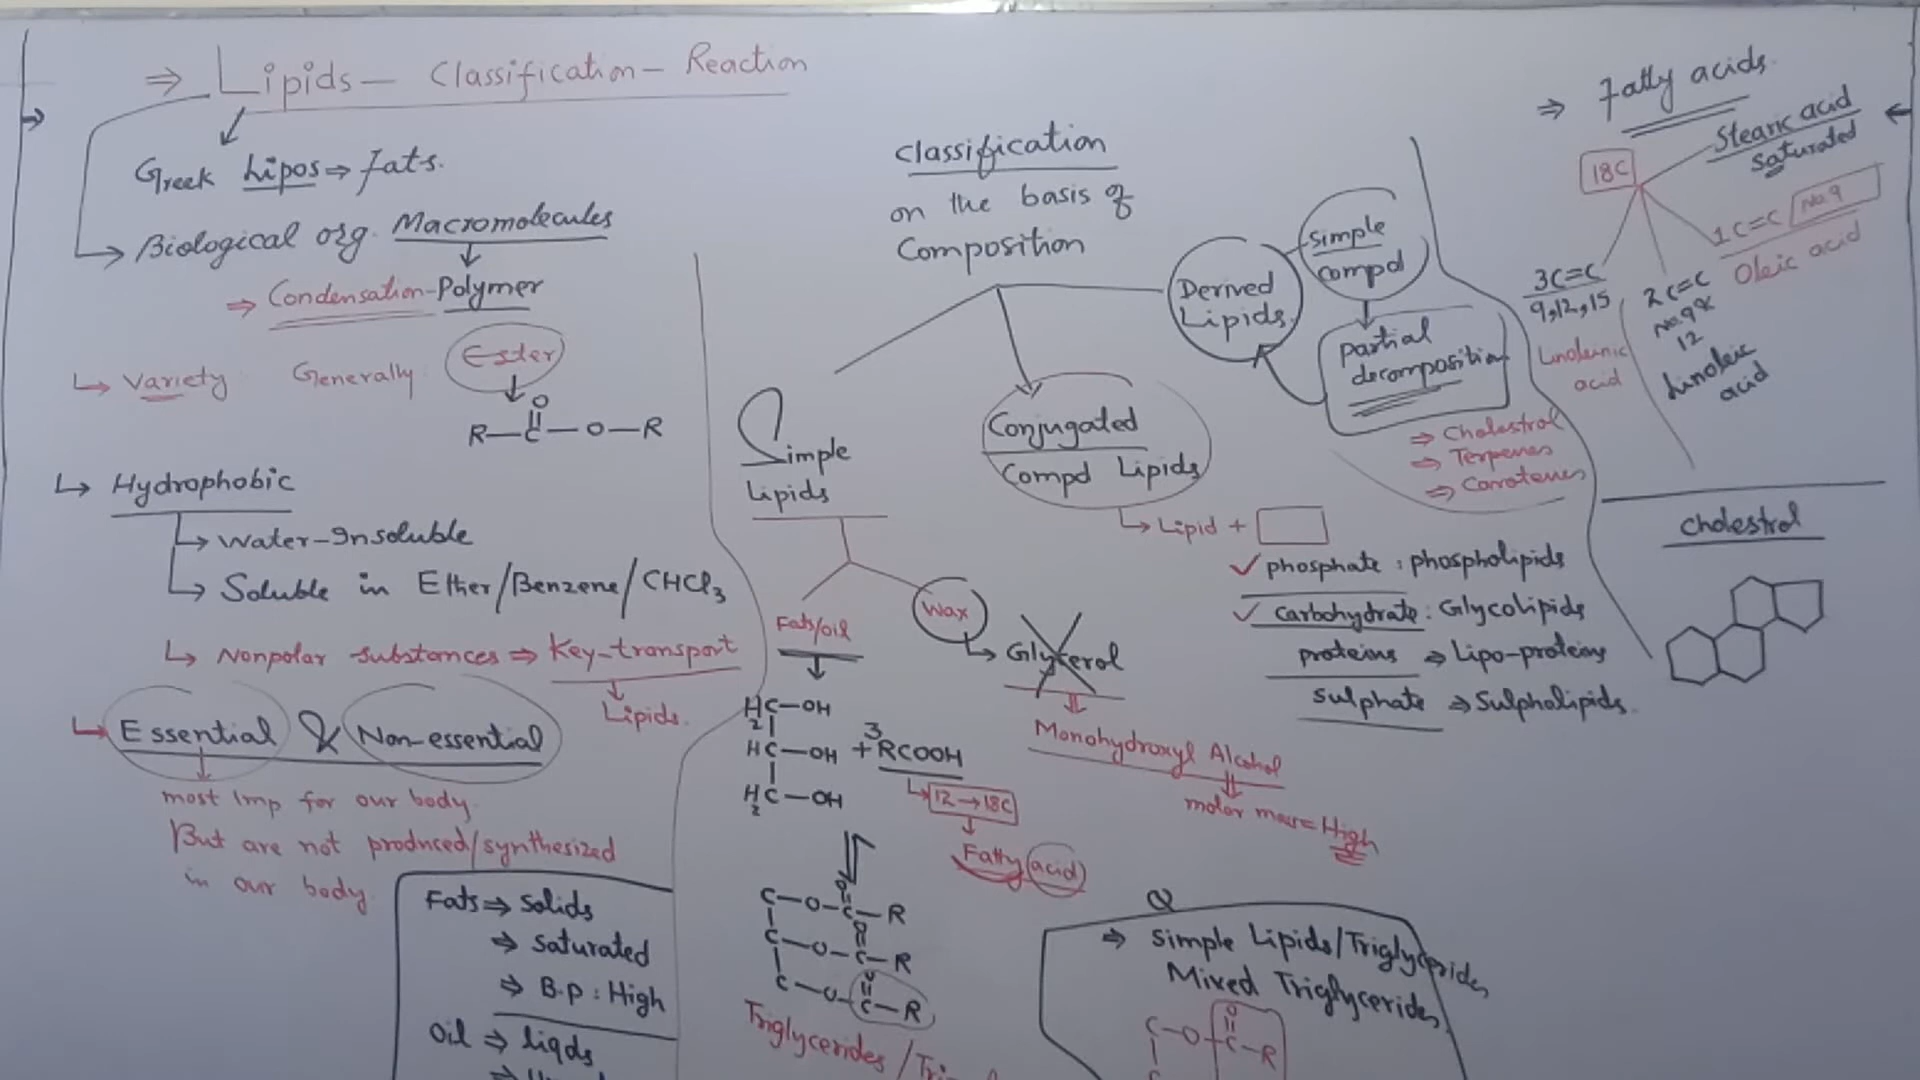 ⇒ Lipids – Classification – Reaction
Greek Lipos ⇒ fats.
→ Biological org. Macromolecules
⇒ Condensation-Polymer
↳ Variety Generally Ester
R–C–O–R
O
↳ Hydrophobic
↳ Water-Insoluble
↳ Soluble in Ether/Benzene/CHCl3
↳ Nonpolar substances ⇒ Key-transport
Lipids.
↳ Essential & Non-essential
most Imp for our body.
But are not produced/synthesized
in our body.
Fats ⇒ Solids
⇒ Saturated
⇒ B.p : High
Oil ⇒ liqds
Classification
on the basis of
Composition
Simple
Lipids
Fats/oil
Wax
↳ Glycerol
Monohydroxyl Alcohol
molar mass = High
H2C–OH
HC–OH + 3RCOOH
H2C–OH
↳ 12 → 18C
Fatty acid
C–O–C–R
O
C–O–C–R
O
C–O–C–R
O
Triglycerides /
Conjugated
Compd Lipids
↳ Lipid +
✓ phosphate : phospholipids
✓ Carbohydrate : Glycolipids
proteins ⇒ Lipo-proteins
Sulphate ⇒ Sulpholipids.
Derived
Lipids.
Simple
compd
partial
decomposition
⇒ Cholestrol
⇒ Terpenes
⇒ Carotenes
Q
⇒ Simple Lipids/Triglycerides
Mixed Triglycerides
C–O–C–R
O
⇒ Fatty acids.
18C
Stearic acid
Saturated
1C=C No.9
Oleic acid
2C=C
No.9&
12
Linoleic
acid
3C=C
9,12,15
Linolenic
acid
Cholestrol